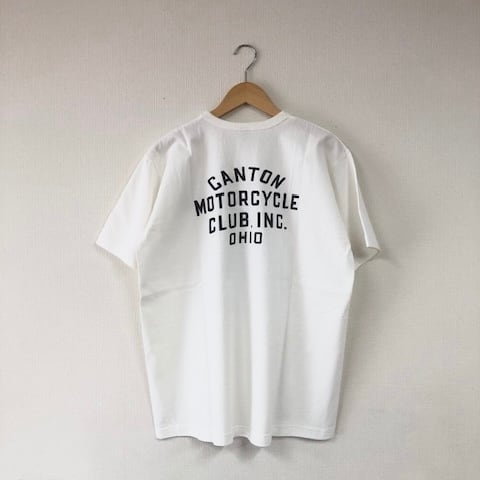 CANTON
MOTORCYCLE
CLUB, INC.
OHIO